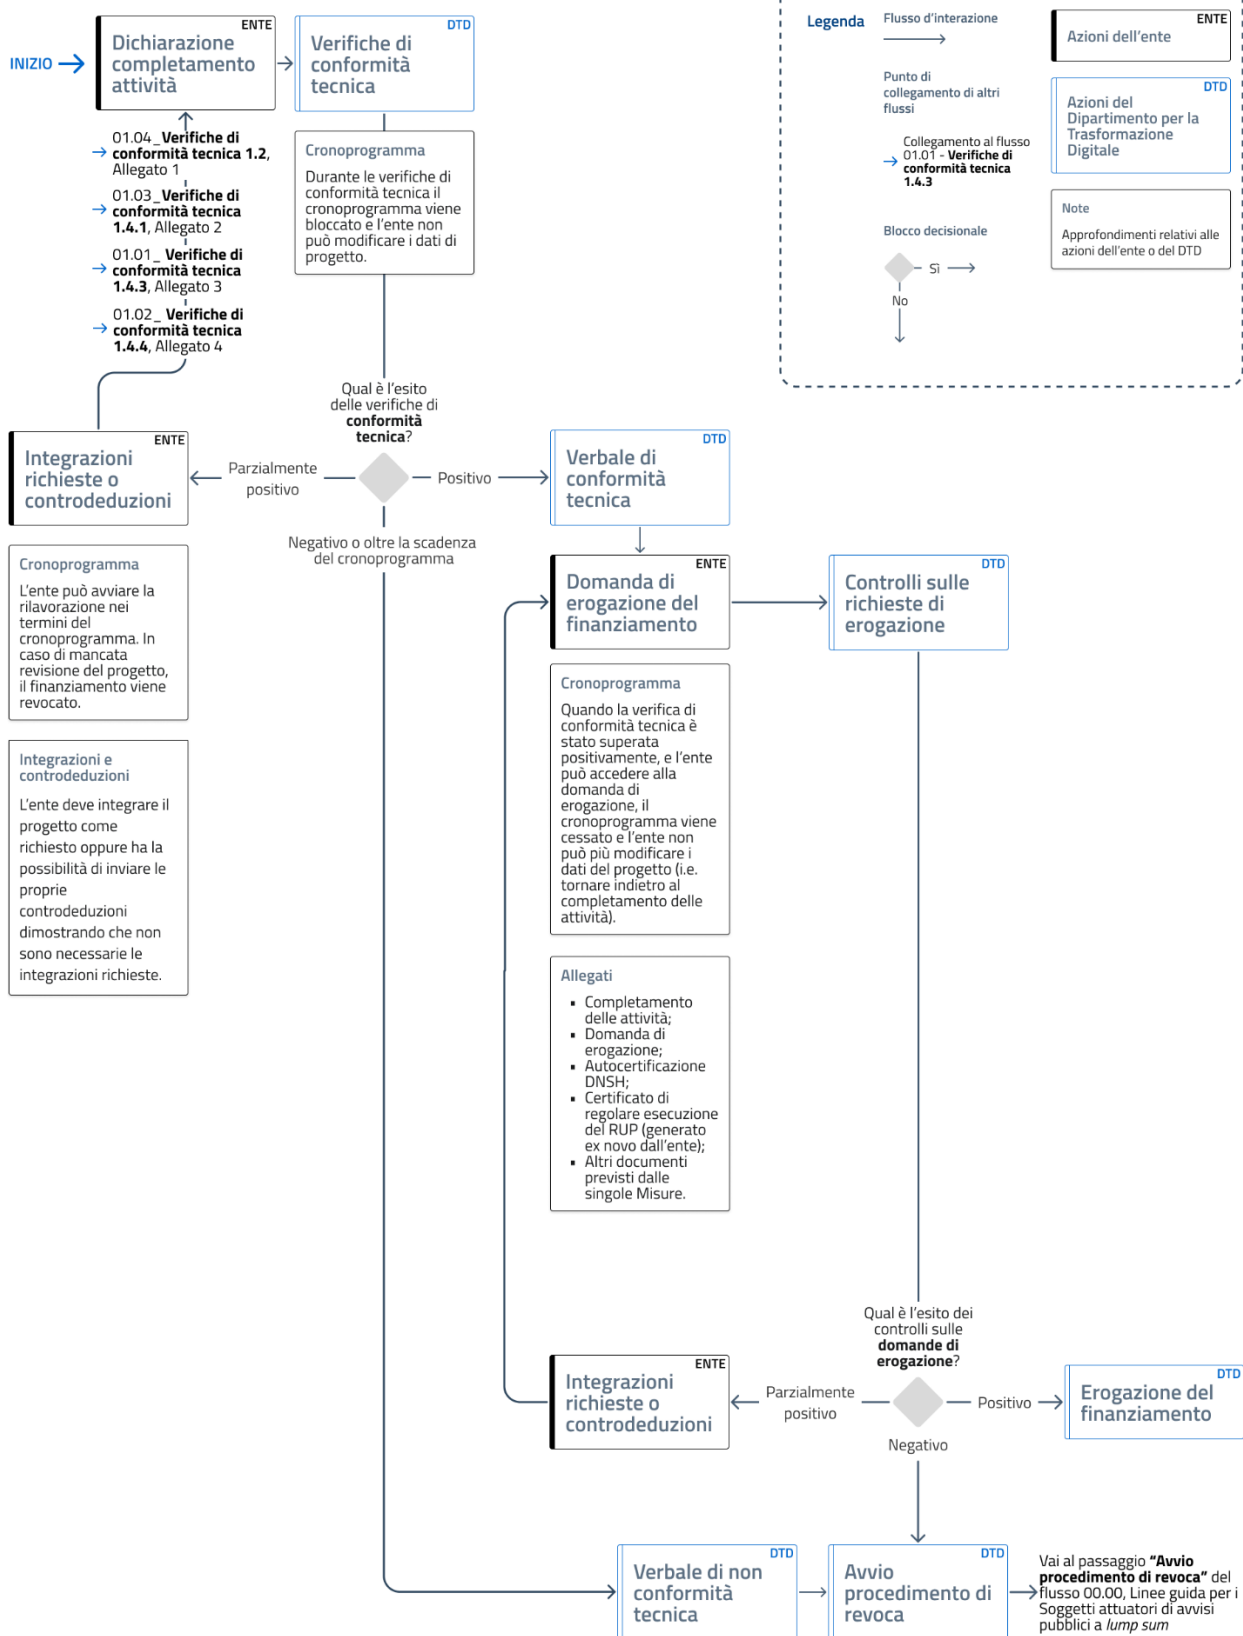 INIZIO
ENTE
Dichiarazione
completamento
attività
DTD
Verifiche di
conformità
tecnica
01.04_Verifiche di
conformità tecnica 1.2,
Allegato 1
01.03_Verifiche di
conformità tecnica
1.4.1, Allegato 2
01.01_Verifiche di
conformità tecnica
1.4.3, Allegato 3
01.02_ Verifiche di
conformità tecnica
1.4.4, Allegato 4
Cronoprogramma
Durante le verifiche di
conformità tecnica il
cronoprogramma viene
bloccato e l'ente non
può modificare i dati di
progetto.
Legenda
Flusso d'interazione
Punto di
collegamento di altri
flussi
Collegamento al flusso
01.01 - Verifiche di
conformità tecnica
1.4.3
Blocco decisionale
Sì
No
ENTE
Azioni dell'ente
DTD
Azioni del
Dipartimento per la
Trasformazione
Digitale
Note
Approfondimenti relativi alle
azioni dell'ente o del DTD
Qual è l'esito
delle verifiche di
conformità
tecnica?
Parzialmente
positivo
Positivo
Negativo o oltre la scadenza
del cronoprogramma
ENTE
Integrazioni
richieste o
controdeduzioni
Cronoprogramma
L'ente può avviare la
rilavorazione nei
termini del
cronoprogramma. In
caso di mancata
revisione del progetto,
il finanziamento viene
revocato.
Integrazioni e
controdeduzioni
L'ente deve integrare il
progetto come
richiesto oppure ha la
possibilità di inviare le
proprie
controdeduzioni
dimostrando che non
sono necessarie le
integrazioni richieste.
DTD
Verbale di
conformità
tecnica
ENTE
Domanda di
erogazione del
finanziamento
DTD
Controlli sulle
richieste di
erogazione
Cronoprogramma
Quando la verifica di
conformità tecnica è
stato superata
positivamente, e l'ente
può accedere alla
domanda di
erogazione, il
cronoprogramma viene
cessato e l'ente non
può più modificare i
dati del progetto (i.e.
tornare indietro al
completamento delle
attività).
Allegati
▪ Completamento
delle attività;
▪ Domanda di
erogazione;
▪ Autocertificazione
DNSH;
▪ Certificato di
regolare esecuzione
del RUP (generato
ex novo dall'ente);
▪ Altri documenti
previsti dalle
singole Misure.
Qual è l'esito dei
controlli sulle
domande di
erogazione?
ENTE
Integrazioni
richieste o
controdeduzioni
Parzialmente
positivo
Positivo
Negativo
DTD
Erogazione del
finanziamento
DTD
Verbale di non
conformità
tecnica
DTD
Avvio
procedimento di
revoca
Vai al passaggio “Avvio
procedimento di revoca” del
flusso 00.00, Linee guida per i
Soggetti attuatori di avvisi
pubblici a lump sum